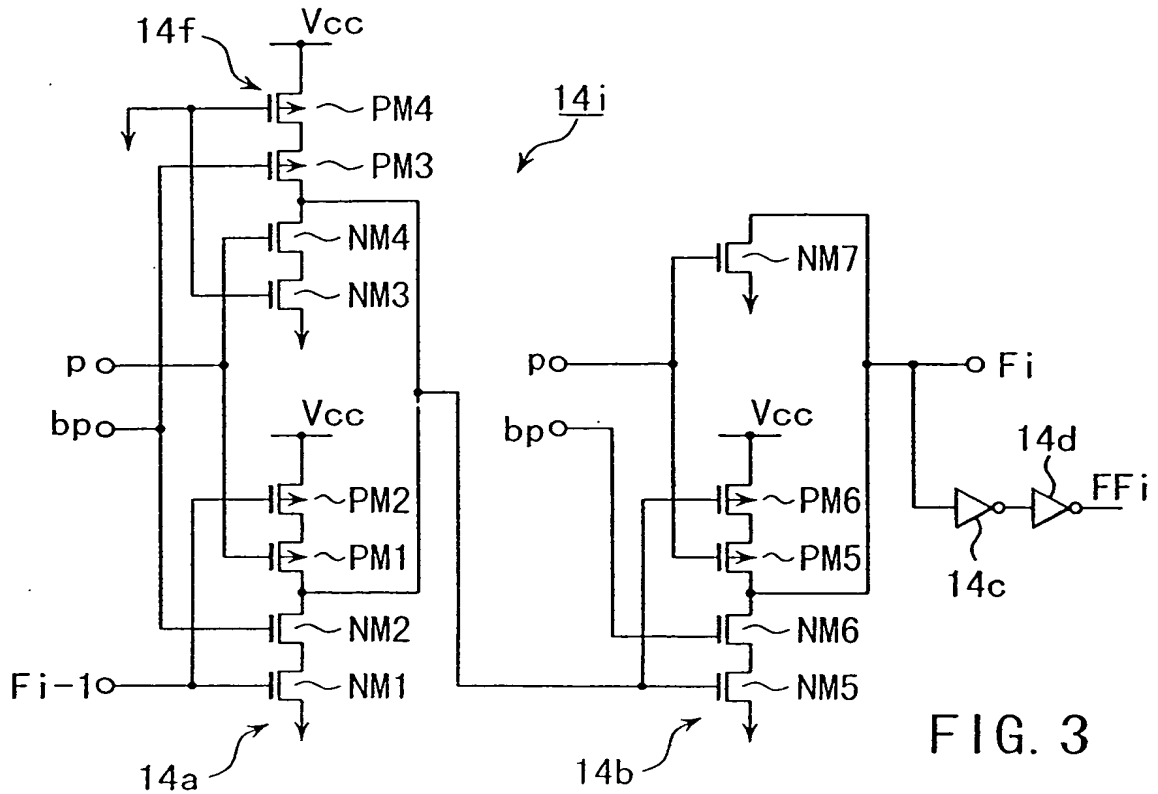 14f
Vcc
PM4
14i
PM3
NM4
NM7
NM3
p
p
Fi
bp
Vcc
bp
Vcc
14d
FFi
PM2
PM6
PM1
PM5
14c
NM2
NM6
Fi-1
NM1
NM5
FIG. 3
14a
14b